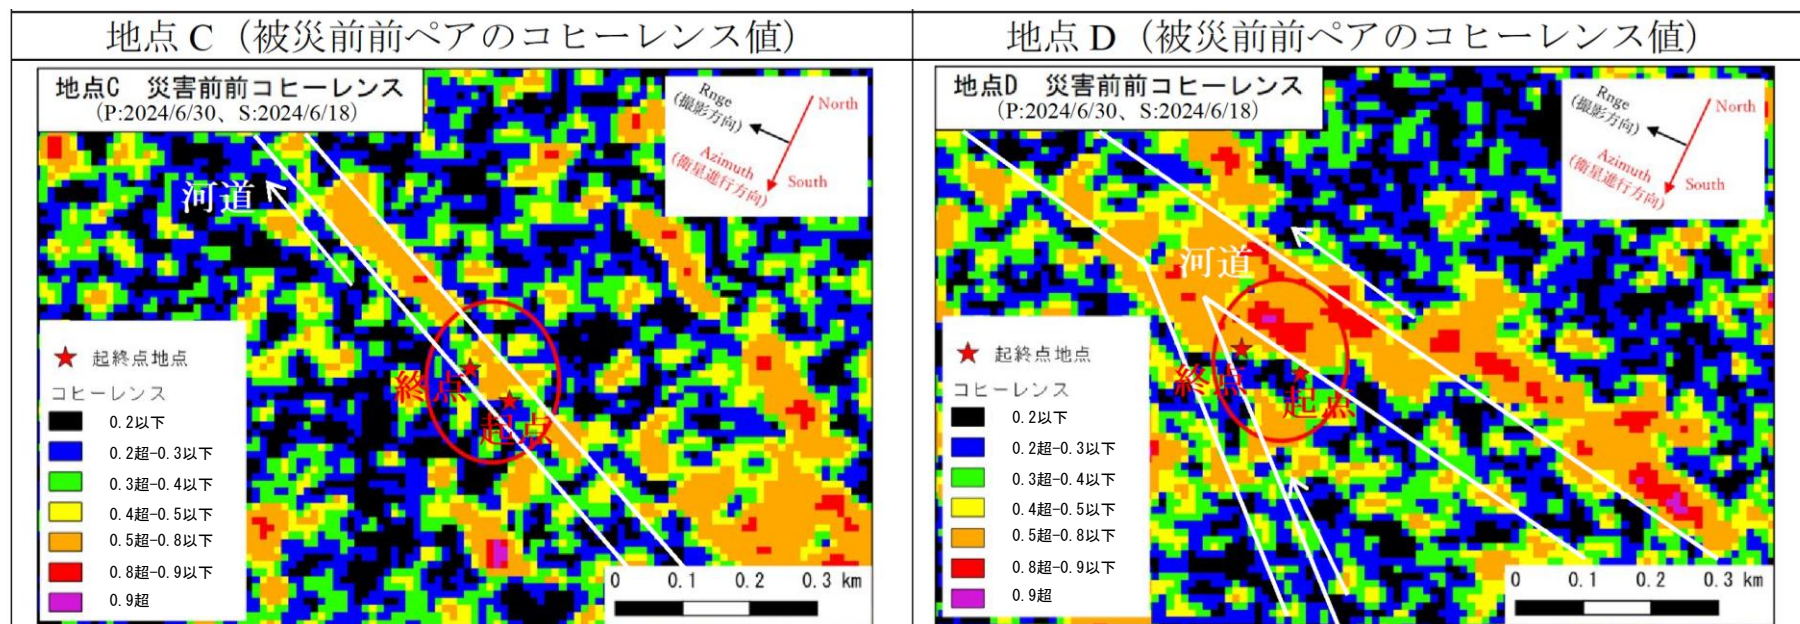 地点 C（被災前前ペアのコヒーレンス値）
地点C　災害前前コヒーレンス
(P:2024/6/30、S:2024/6/18)
Rnge
(撮影方向)
North
Azimuth
(衛星進行方向)
South
河道
終点
起点
起終点地点
コヒーレンス
0.2以下
0.2超-0.3以下
0.3超-0.4以下
0.4超-0.5以下
0.5超-0.8以下
0.8超-0.9以下
0.9超
0 0.1 0.2 0.3 km
地点 D（被災前前ペアのコヒーレンス値）
地点D　災害前前コヒーレンス
(P:2024/6/30、S:2024/6/18)
Rnge
(撮影方向)
North
Azimuth
(衛星進行方向)
South
河道
終点
起点
起終点地点
コヒーレンス
0.2以下
0.2超-0.3以下
0.3超-0.4以下
0.4超-0.5以下
0.5超-0.8以下
0.8超-0.9以下
0.9超
0 0.1 0.2 0.3 km